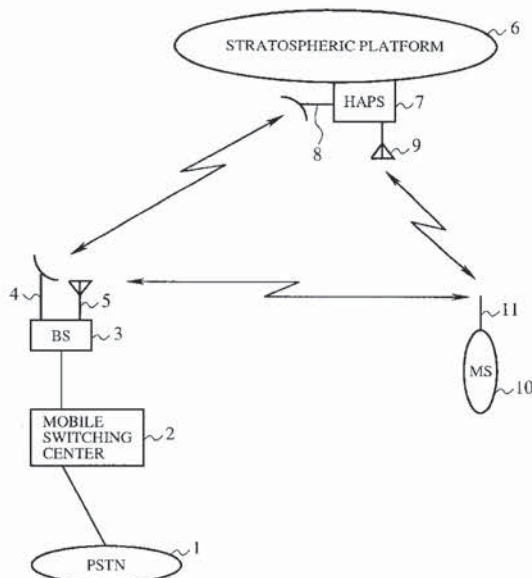 6
STRATOSPHERIC PLATFORM
HAPS
7
8
9
4
5
11
BS
3
MS
10
MOBILE
SWITCHING
CENTER
2
1
PSTN